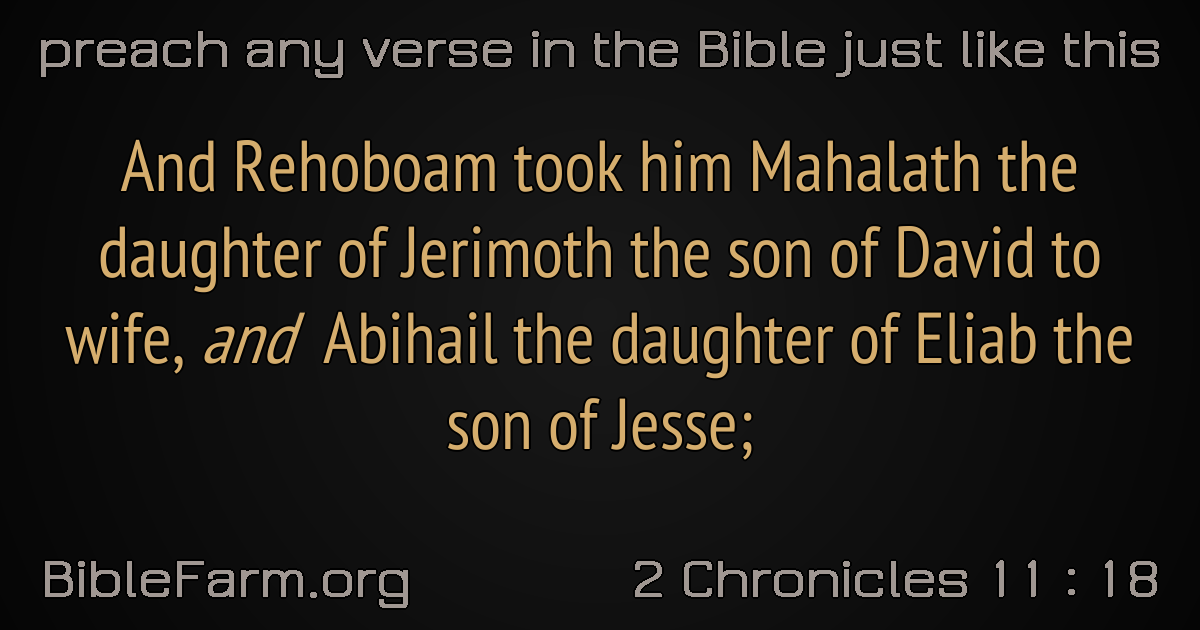 preach any verse in the Bible just like this
And Rehoboam took him Mahalath the
daughter of Jerimoth the son of David to
wife, and Abihail the daughter of Eliab the
son of Jesse;
BibleFarm.org
2 Chronicles 11 : 18